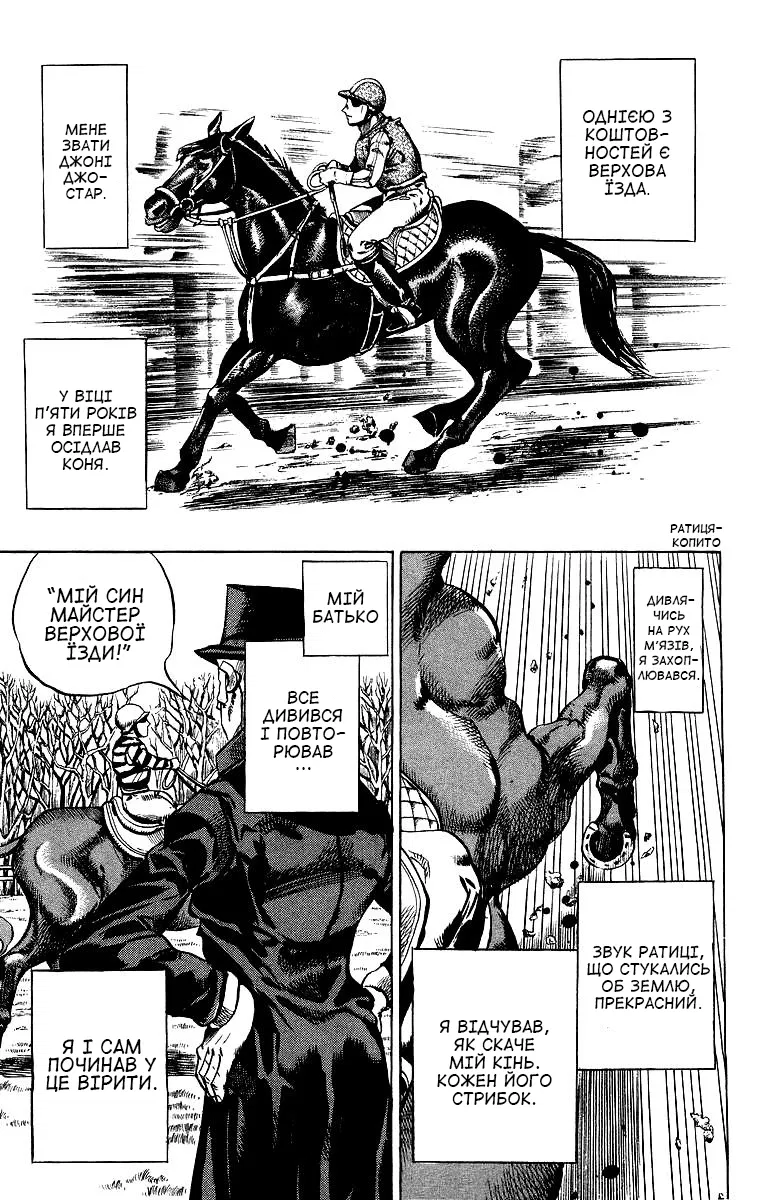 ОДНІЄЮ З
КОШТОВ-
НОСТЕЙ Є
ВЕРХОВА
ЇЗДА.
МЕНЕ
ЗВАТИ
ДЖОНІ
ДЖО-
СТАР.
У ВІЦІ
П'ЯТИ РОКІВ
Я ВПЕРШЕ
ОСІДЛАВ
КОНЯ.
РАТИЦЯ-
КОПИТО
ДИВЛЯ-
ЧИСЬ
НА РУХ
М'ЯЗІВ,
Я ЗАХОП-
ЛЮВАВСЯ.
ЗВУК РАТИЦІ,
ЩО СТУКАЛИСЬ
ОБ ЗЕМЛЮ,
ПРЕКРАСНИЙ.
Я ВІДЧУВАВ,
ЯК СКАЧЕ
МІЙ КІНЬ.
КОЖЕН ЙОГО
СТРИБОК.
МІЙ
БАТЬКО
ВСЕ
ДИВИВСЯ
І ПОВТО-
РЮВАВ
...
"МІЙ СИН
МАЙСТЕР
ВЕРХОВОЇ
ЇЗДИ!"
Я І САМ
ПОЧИНАВ У
ЦЕ ВІРИТИ.